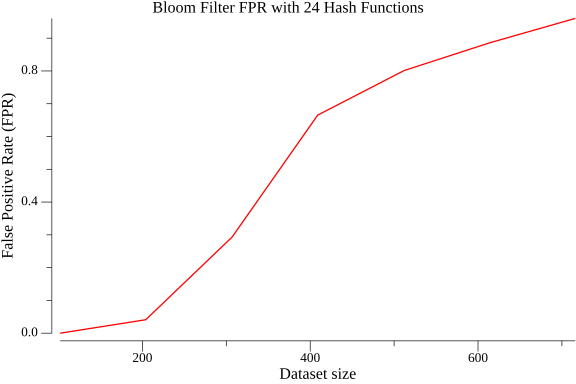 Bloom Filter FPR with 24 Hash Functions
False Positive Rate (FPR)
0.8
0.4
0.0
200
400
600
Dataset size